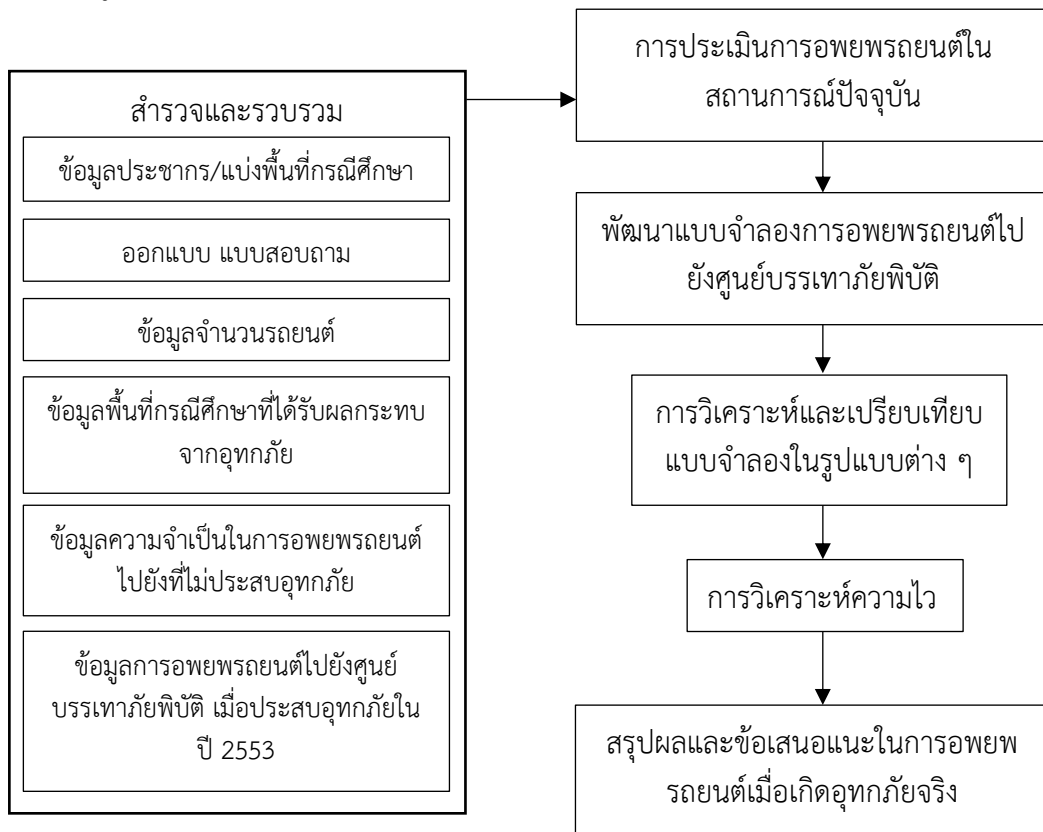 สำรวจและรวบรวม
ข้อมูลประชากร/แบ่งพื้นที่กรณีศึกษา
ออกแบบ แบบสอบถาม
ข้อมูลจำนวนรถยนต์
ข้อมูลพื้นที่กรณีศึกษาที่ได้รับผลกระทบ
จากอุทกภัย
ข้อมูลความจำเป็นในการอพยพรถยนต์
ไปยังที่ไม่ประสบอุทกภัย
ข้อมูลการอพยพรถยนต์ไปยังศูนย์
บรรเทาภัยพิบัติ เมื่อประสบอุทกภัยใน
ปี 2553
การประเมินการอพยพรถยนต์ใน
สถานการณ์ปัจจุบัน
พัฒนาแบบจำลองการอพยพรถยนต์ไป
ยังศูนย์บรรเทาภัยพิบัติ
การวิเคราะห์และเปรียบเทียบ
แบบจำลองในรูปแบบต่าง ๆ
การวิเคราะห์ความไว
สรุปผลและข้อเสนอแนะในการอพยพ
รถยนต์เมื่อเกิดอุทกภัยจริง